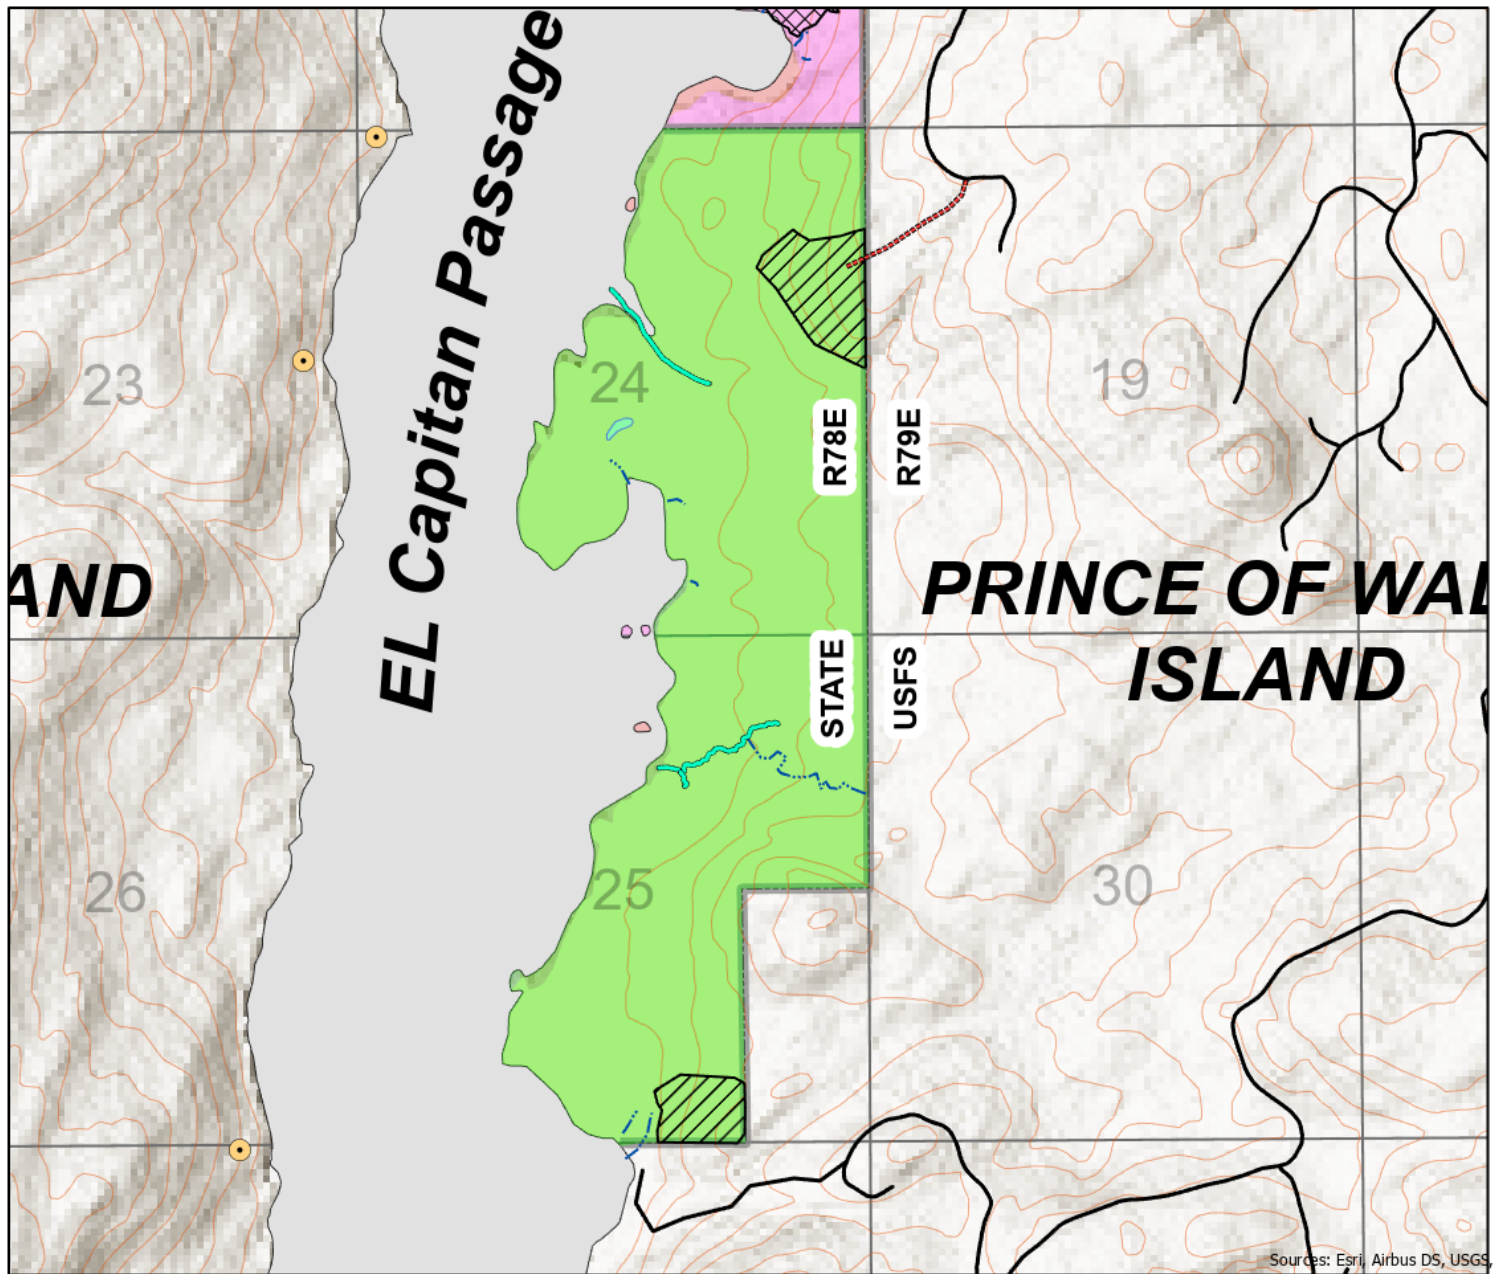 EL Capitan Passage
23
24
19
R78E
R79E
AND
PRINCE OF WAL
ISLAND
STATE
USFS
26
25
30
Sources: Esri, Airbus DS, USGS,